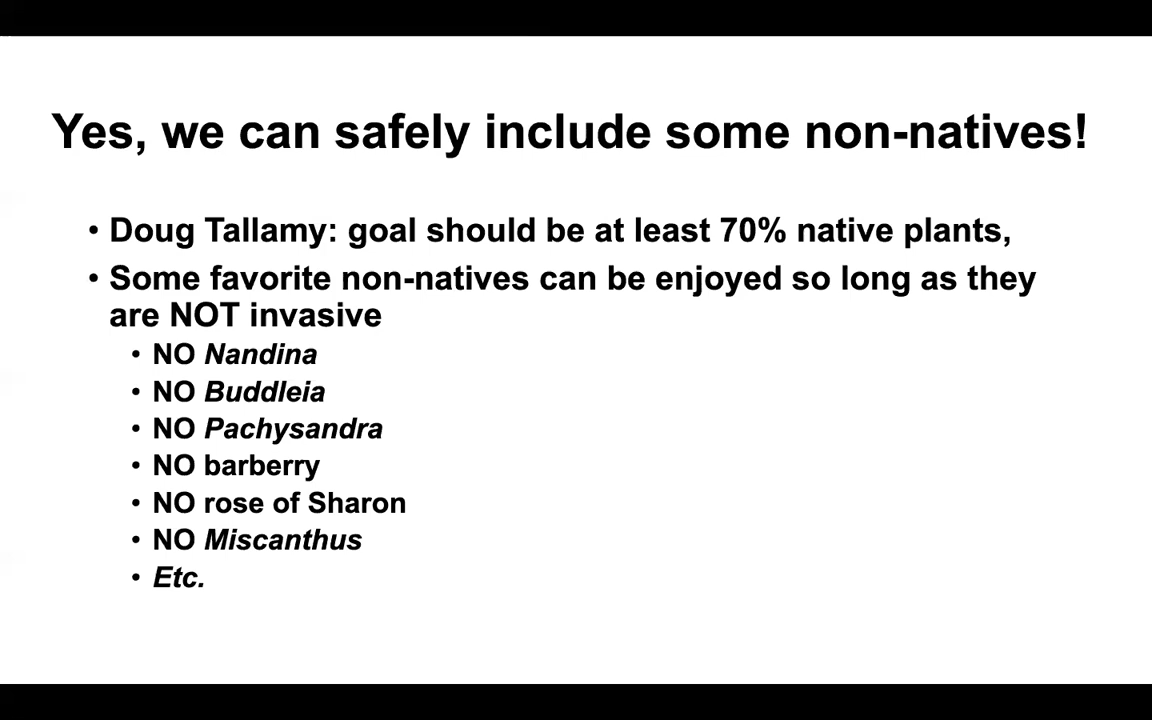 Yes, we can safely include some non-natives!
• Doug Tallamy: goal should be at least 70% native plants,
• Some favorite non-natives can be enjoyed so long as they
are NOT invasive
• NO Nandina
• NO Buddleia
• NO Pachysandra
• NO barberry
• NO rose of Sharon
• NO Miscanthus
• Etc.